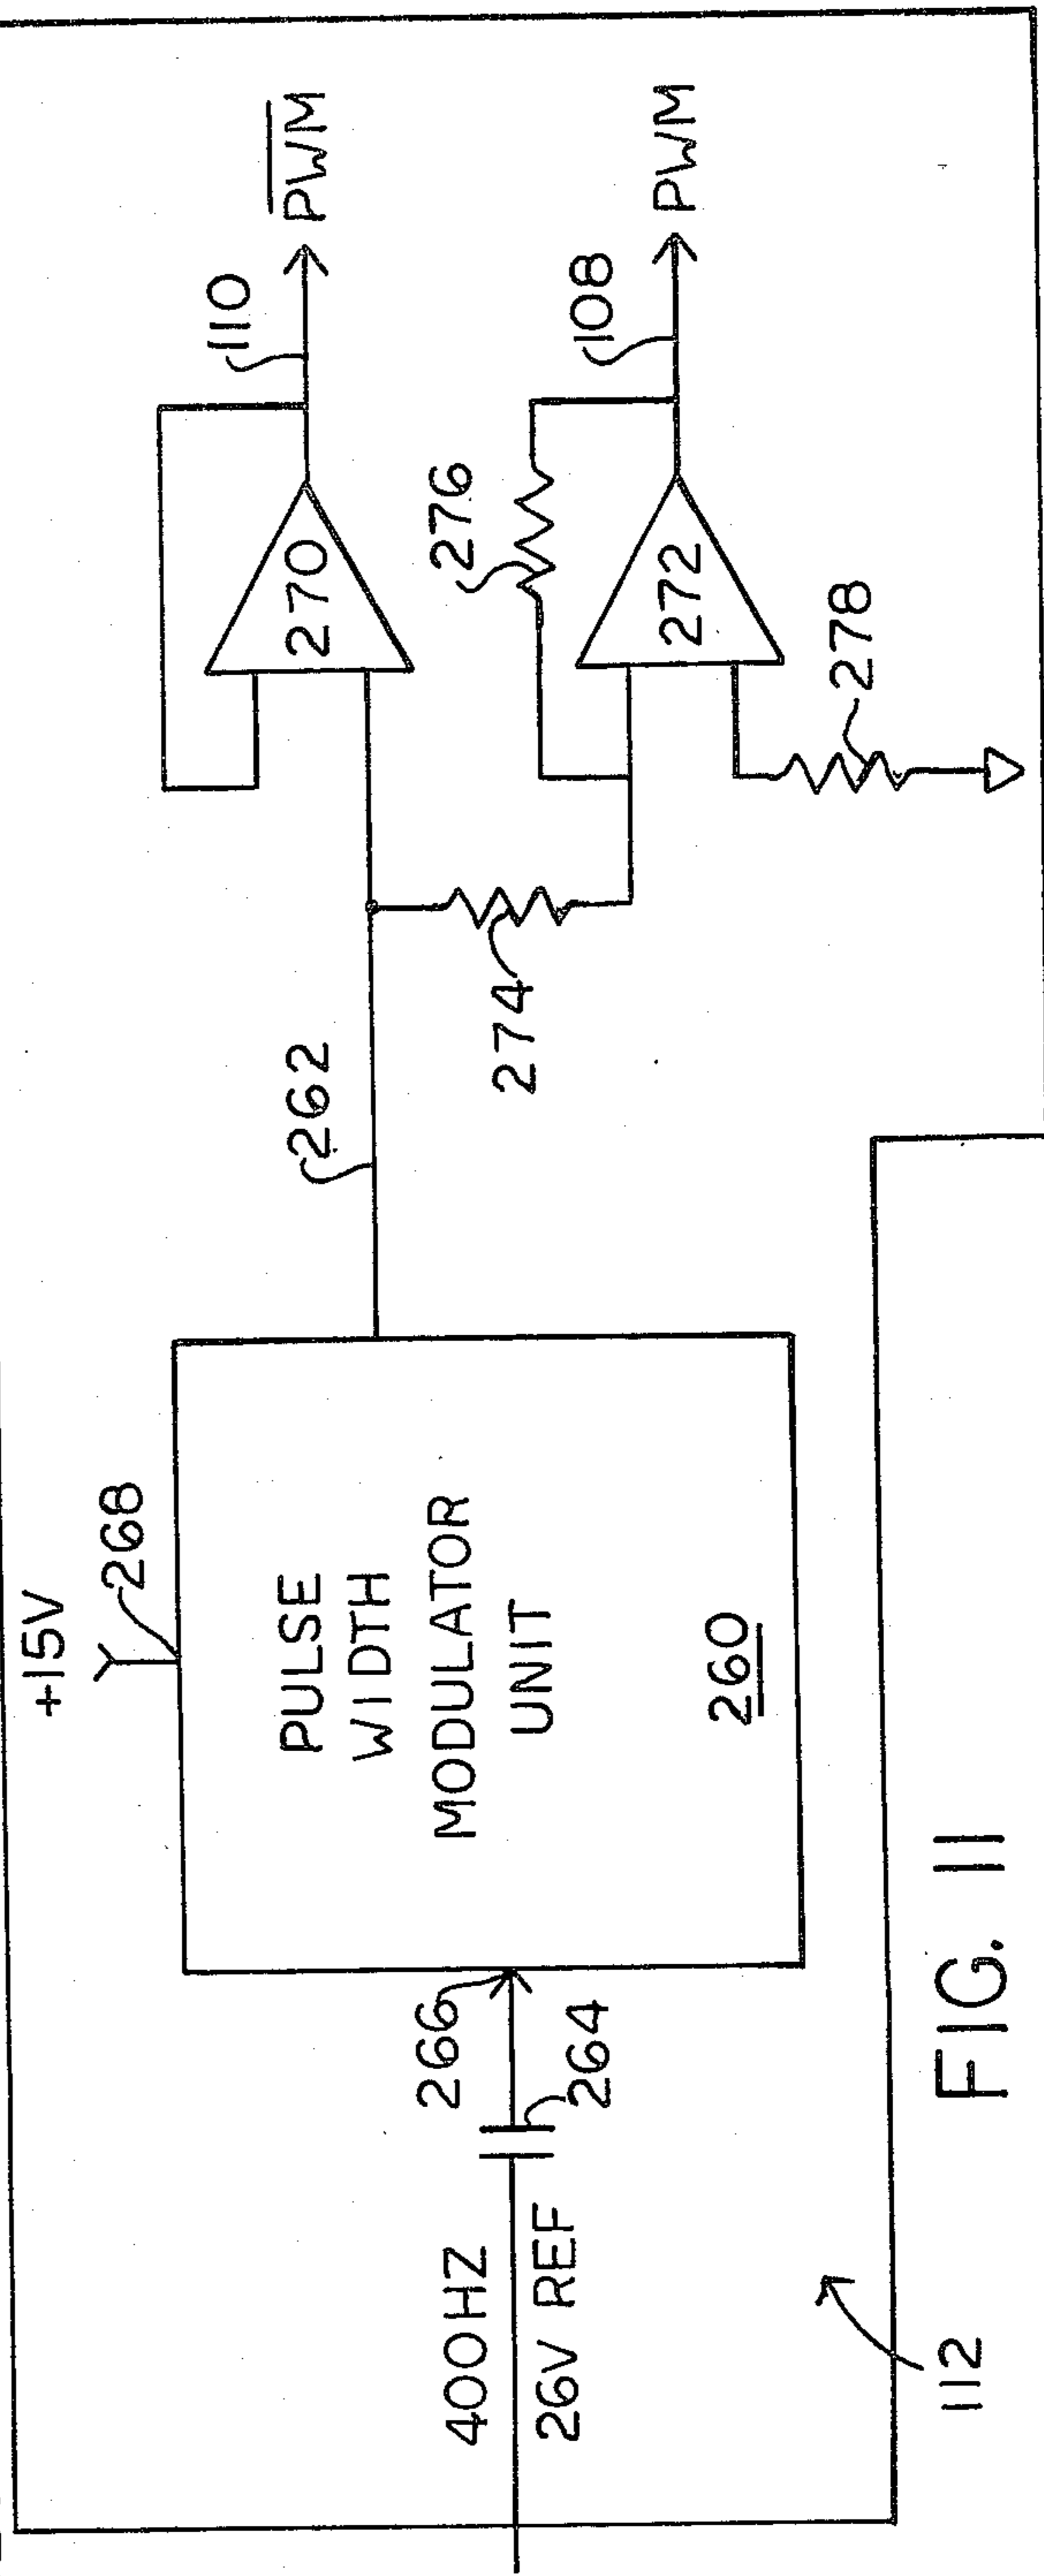 +15V
268
400HZ
26V REF
266
264
PULSE
WIDTH
MODULATOR
UNIT
260
262
274
270
110
P̅W̅M̅
276
272
108
PWM
278
112
FIG. 11